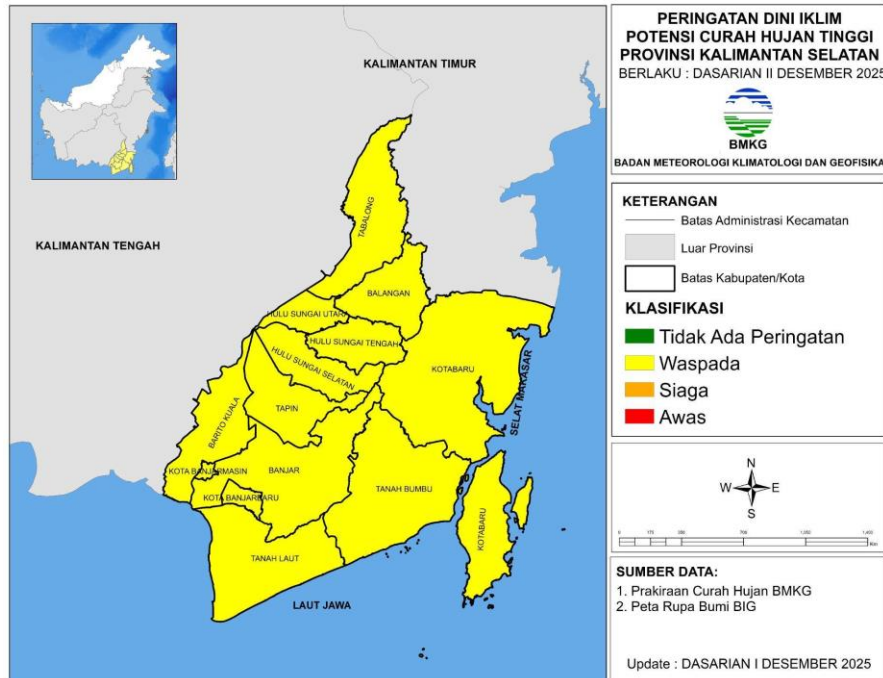 PERINGATAN DINI IKLIM
POTENSI CURAH HUJAN TINGGI
PROVINSI KALIMANTAN SELATAN
BERLAKU : DASARIAN II DESEMBER 2025
BMKG
BADAN METEOROLOGI KLIMATOLOGI DAN GEOFISIKA
KALIMANTAN TIMUR
KALIMANTAN TENGAH
TABALONG
BALANGAN
HULU SUNGAI UTARA
HULU SUNGAI TENGAH
HULU SUNGAI SELATAN
KOTABARU
SELAT MAKASAR
TAPIN
BARITO KUALA
KOTA BANJARMASIN
BANJAR
KOTA BANJARBARU
TANAH BUMBU
KOTABARU
TANAH LAUT
LAUT JAWA
KETERANGAN
Batas Administrasi Kecamatan
Luar Provinsi
Batas Kabupaten/Kota
KLASIFIKASI
Tidak Ada Peringatan
Waspada
Siaga
Awas
N
W E
S
0
Km
SUMBER DATA:
1. Prakiraan Curah Hujan BMKG
2. Peta Rupa Bumi BIG
Update : DASARIAN I DESEMBER 2025